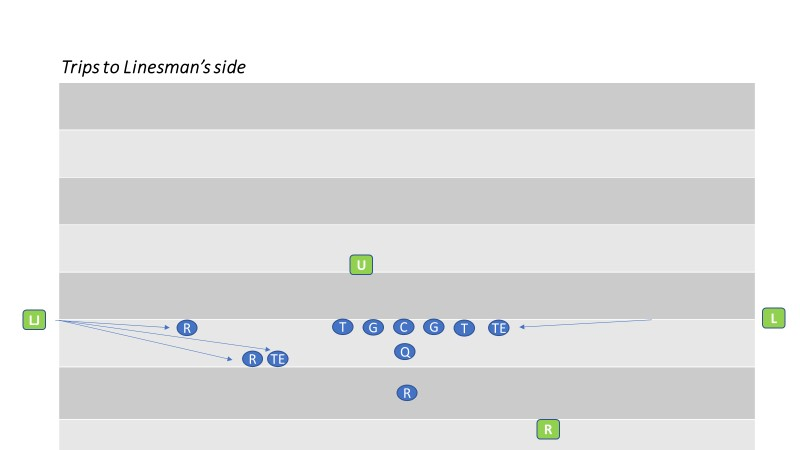 Trips to Linesman's side
U
LJ
L
R
T G C G T TE
Q
R TE
R
R